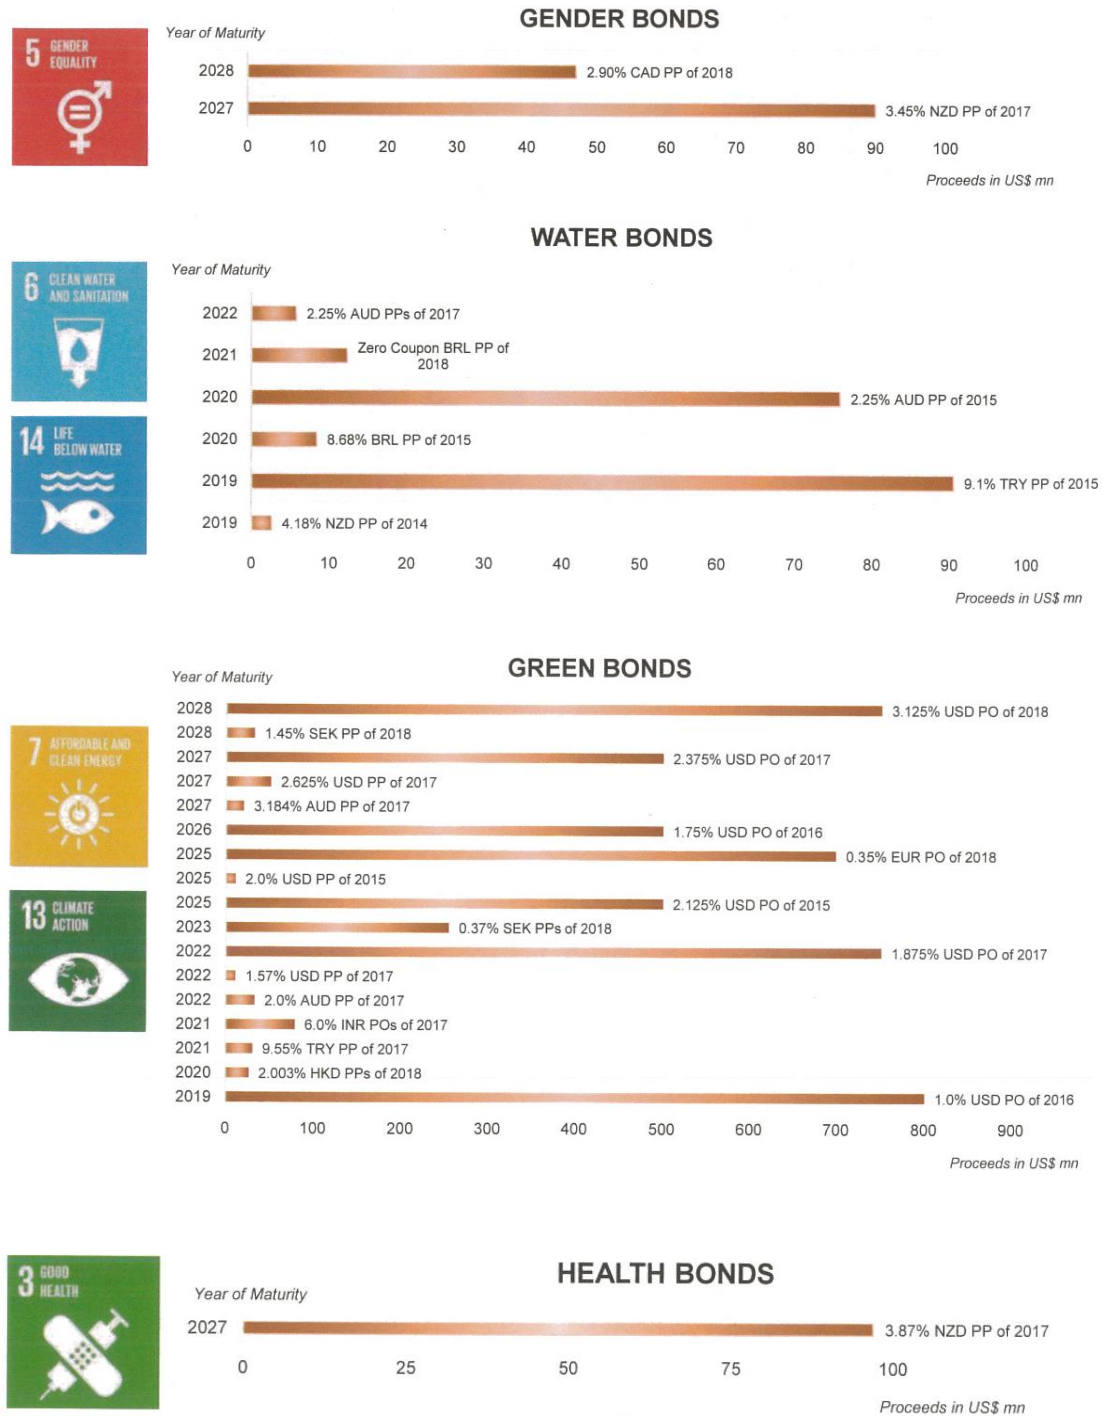 GENDER BONDS
5 GENDER
EQUALITY
Year of Maturity
2028 2.90% CAD PP of 2018
2027 3.45% NZD PP of 2017
0 10 20 30 40 50 60 70 80 90 100
Proceeds in US$ mn
WATER BONDS
6 CLEAN WATER
AND SANITATION
Year of Maturity
2022 2.25% AUD PPs of 2017
2021 Zero Coupon BRL PP of
2018
2020 2.25% AUD PP of 2015
14 LIFE
BELOW WATER
2020 8.68% BRL PP of 2015
2019 9.1% TRY PP of 2015
2019 4.18% NZD PP of 2014
0 10 20 30 40 50 60 70 80 90 100
Proceeds in US$ mn
GREEN BONDS
Year of Maturity
2028 3.125% USD PO of 2018
2028 1.45% SEK PP of 2018
7 AFFORDABLE AND
CLEAN ENERGY
2027 2.375% USD PO of 2017
2027 2.625% USD PP of 2017
2027 3.184% AUD PP of 2017
2026 1.75% USD PO of 2016
2025 0.35% EUR PO of 2018
2025 2.0% USD PP of 2015
13 CLIMATE
ACTION
2025 2.125% USD PO of 2015
2023 0.37% SEK PPs of 2018
2022 1.875% USD PO of 2017
2022 1.57% USD PP of 2017
2022 2.0% AUD PP of 2017
2021 6.0% INR POs of 2017
2021 9.55% TRY PP of 2017
2020 2.003% HKD PPs of 2018
2019 1.0% USD PO of 2016
0 100 200 300 400 500 600 700 800 900
Proceeds in US$ mn
HEALTH BONDS
3 GOOD
HEALTH
Year of Maturity
2027 3.87% NZD PP of 2017
0 25 50 75 100
Proceeds in US$ mn